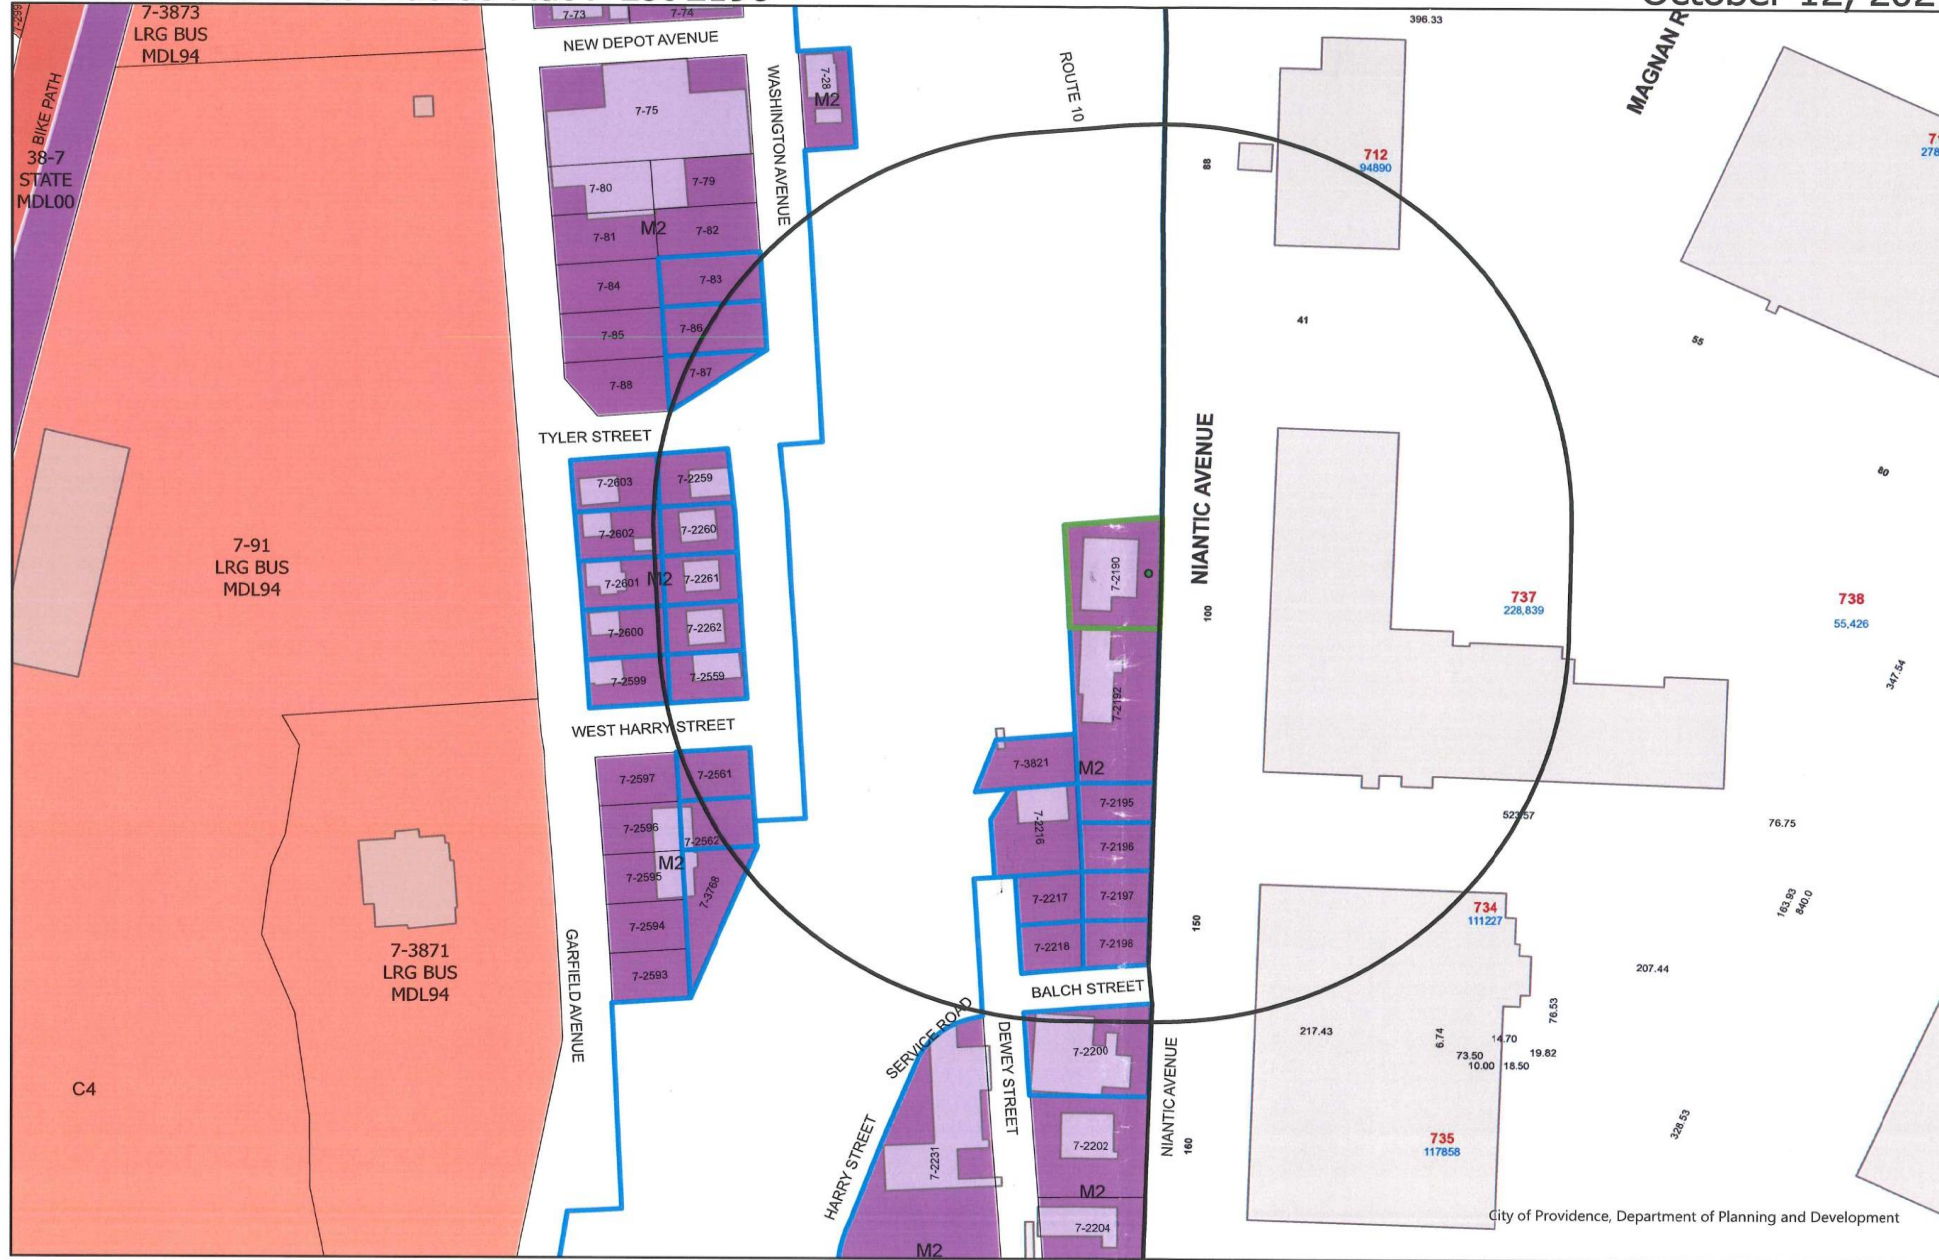 October 12, 202
7-3873
LRG BUS
MDL94
7-73
7-74
396.33
NEW DEPOT AVENUE
WASHINGTON AVENUE
7-28
M2
ROUTE 10
MAGNAN R
BIKE PATH
38-7
STATE
MDL00
7-75
7-80
7-79
M2
7-81
7-82
7-84
7-83
7-85
7-86
7-88
7-87
88
712
94890
278
41
55
80
TYLER STREET
7-2603
7-2259
7-2602
7-2260
7-2601
M2
7-2261
7-2600
7-2262
7-2599
7-2559
WEST HARRY STREET
7-91
LRG BUS
MDL94
7-2190
NIANTIC AVENUE
100
737
228,839
738
55,426
347.54
7-2192
7-3821
M2
7-2597
7-2561
7-2596
7-2562
M2
7-2595
7-3768
7-2594
7-2593
7-2216
7-2195
7-2196
7-2217
7-2197
7-2218
7-2198
523.57
76.75
163.93
840.0
150
734
111227
207.44
7-3871
LRG BUS
MDL94
GARFIELD AVENUE
BALCH STREET
SERVICE ROAD
DEWEY STREET
HARRY STREET
7-2200
7-2231
7-2202
M2
7-2204
M2
NIANTIC AVENUE
160
217.43
6.74
73.50
14.70
10.00
18.50
19.82
76.53
328.53
735
117858
C4
City of Providence, Department of Planning and Development